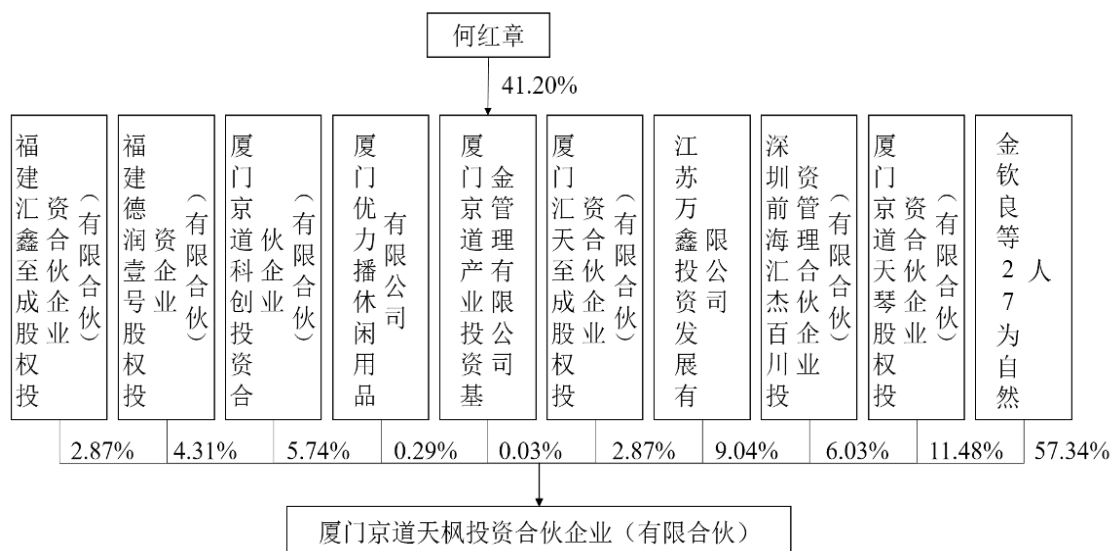 何红章
41.20%
福建汇鑫至成股权投
资合伙企业
（有限合伙）
福建德润壹号股权投
资企业
（有限合伙）
厦门京道科创投资合
伙企业
（有限合伙）
厦门优力播休闲用品
有限公司
厦门京道产业投资基
金管理有限公司
厦门汇天至成股权投
资合伙企业
（有限合伙）
江苏万鑫投资发展有
限公司
深圳前海汇杰百川投
资管理合伙企业
（有限合伙）
厦门京道天琴股权投
资合伙企业
（有限合伙）
金钦良等27为自然
人
2.87%
4.31%
5.74%
0.29%
0.03%
2.87%
9.04%
6.03%
11.48%
57.34%
厦门京道天枫投资合伙企业（有限合伙）